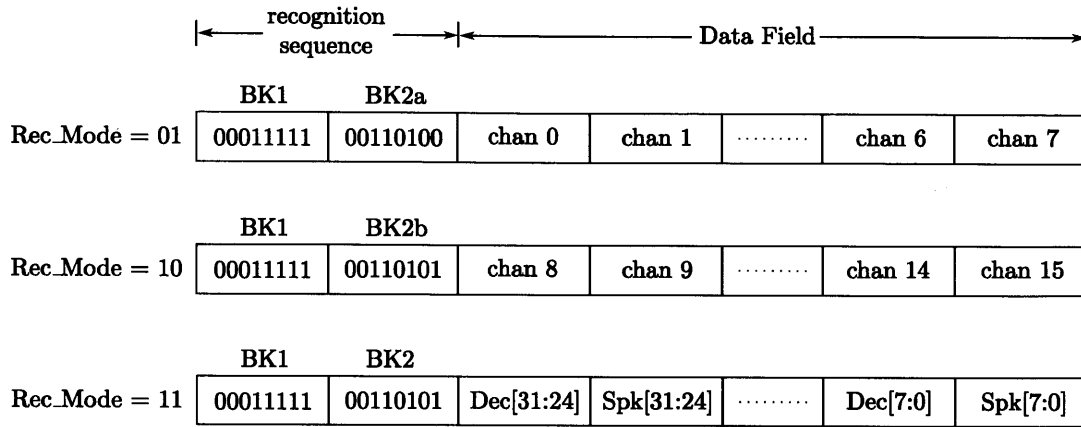 recognition
sequence
Data Field
BK1 BK2a
Rec_Mode = 01 00011111 00110100 chan 0 chan 1 ········· chan 6 chan 7
BK1 BK2b
Rec_Mode = 10 00011111 00110101 chan 8 chan 9 ········· chan 14 chan 15
BK1 BK2
Rec_Mode = 11 00011111 00110101 Dec[31:24] Spk[31:24] ········· Dec[7:0] Spk[7:0]